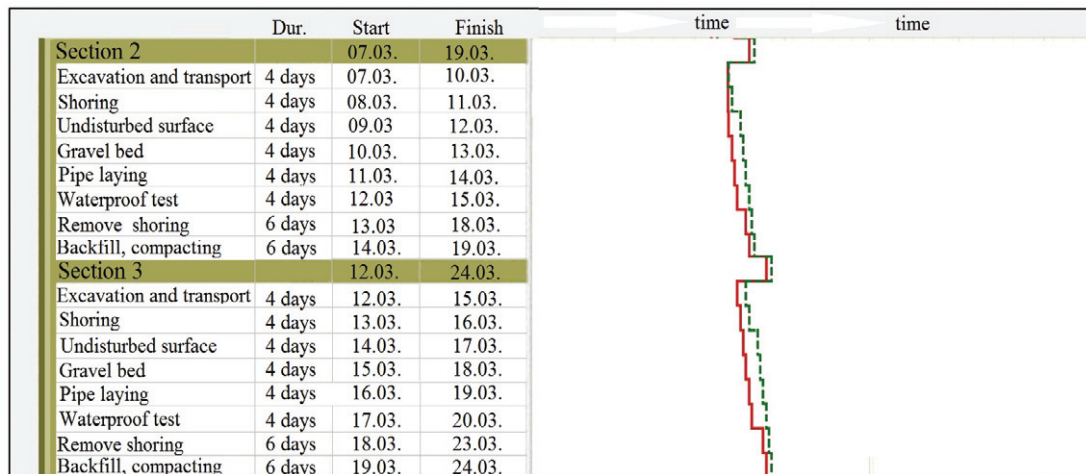 Dur. Start Finish time time
Section 2 07.03. 19.03.
Excavation and transport 4 days 07.03. 10.03.
Shoring 4 days 08.03. 11.03.
Undisturbed surface 4 days 09.03 12.03.
Gravel bed 4 days 10.03. 13.03.
Pipe laying 4 days 11.03. 14.03.
Waterproof test 4 days 12.03 15.03.
Remove shoring 6 days 13.03 18.03.
Backfill, compacting 6 days 14.03. 19.03.
Section 3 12.03. 24.03.
Excavation and transport 4 days 12.03. 15.03.
Shoring 4 days 13.03. 16.03.
Undisturbed surface 4 days 14.03. 17.03.
Gravel bed 4 days 15.03. 18.03.
Pipe laying 4 days 16.03. 19.03.
Waterproof test 4 days 17.03. 20.03.
Remove shoring 6 days 18.03. 23.03.
Backfill, compacting 6 days 19.03. 24.03.